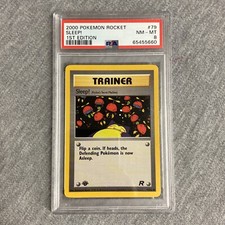 2000 POKEMON ROCKET #79
SLEEP! NM - MT
1ST EDITION 8
PSA 85455660
TRAINER
Sleep!
Flip a coin. If heads, the
Defending Pokémon is now
Asleep.